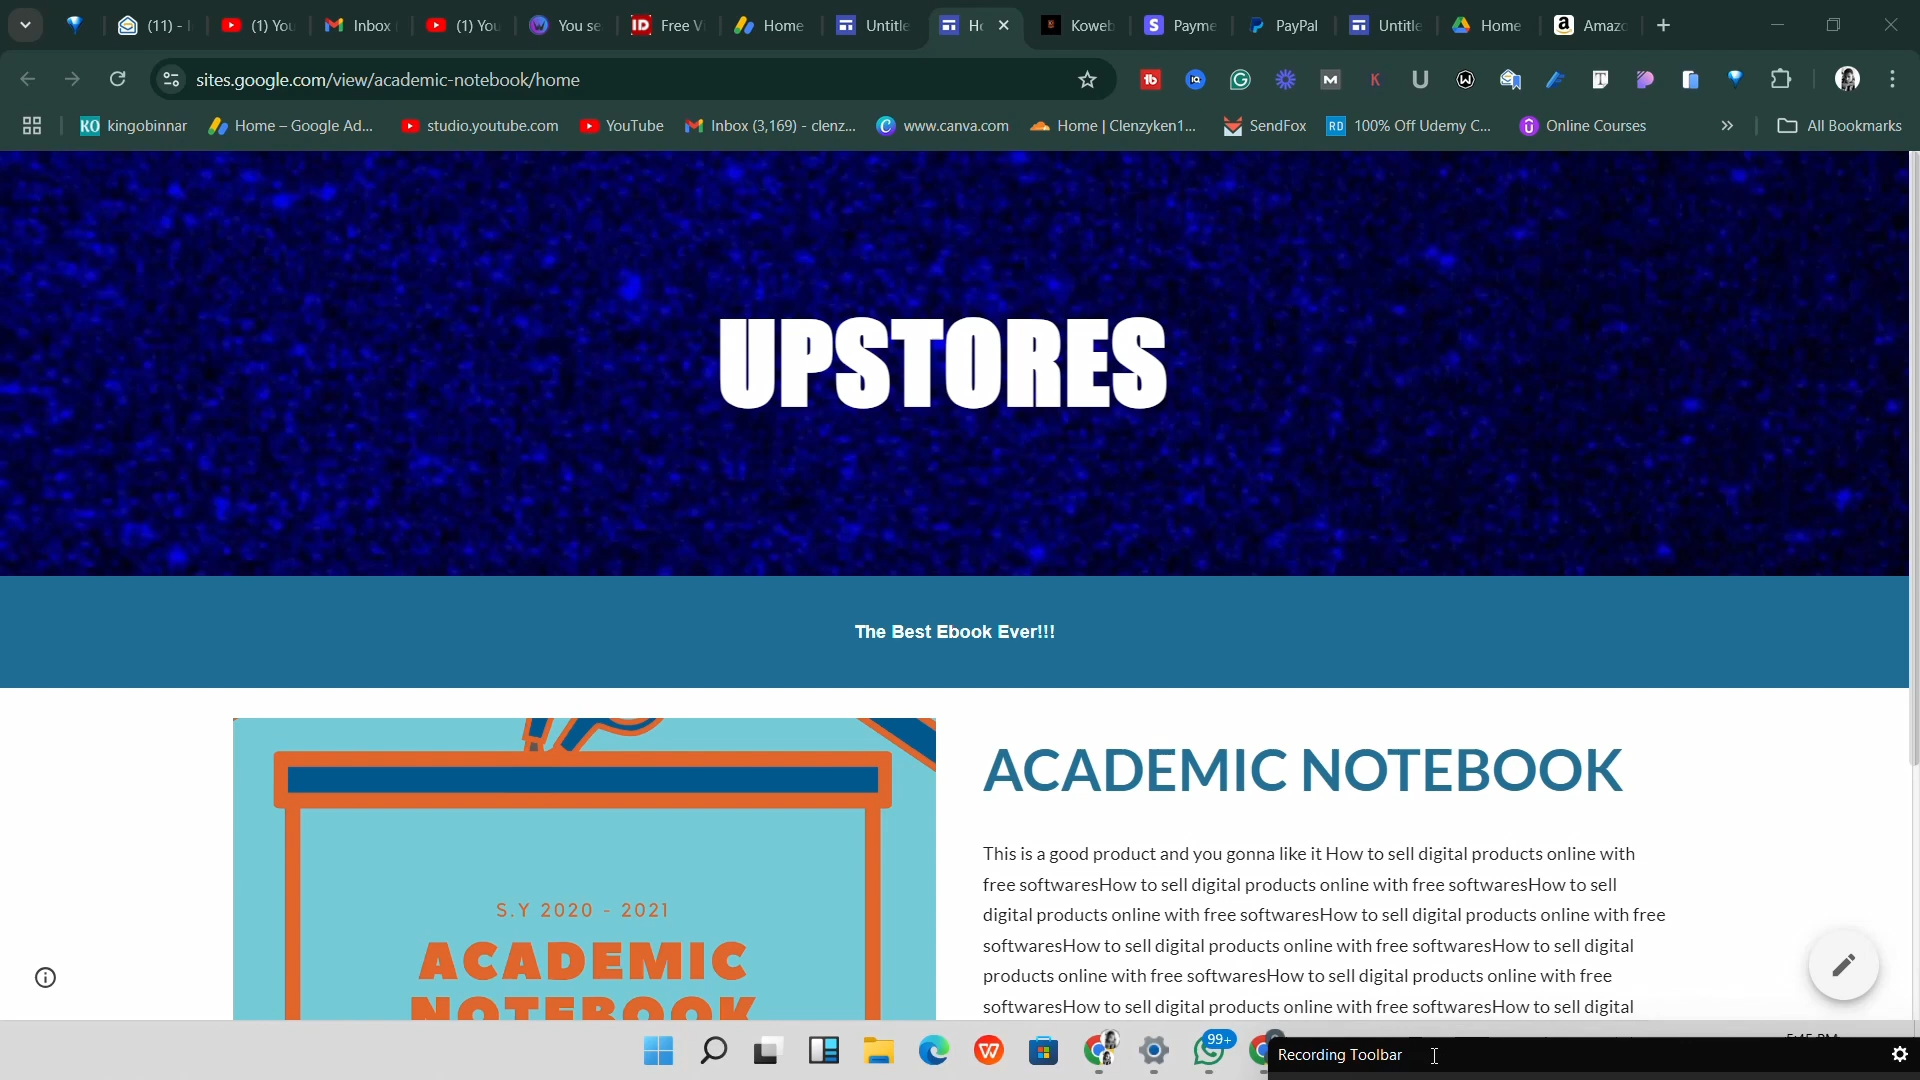 (11) - I
(1) You
Inbox
(1) You
You se
Free Vi
Home
Untitle
Ho
Koweb
Payme
PayPal
Untitle
Home
Amazo
sites.google.com/view/academic-notebook/home
kingobinnar
Home – Google Ad...
studio.youtube.com
YouTube
Inbox (3,169) - clenz...
www.canva.com
Home | Clenzyken1...
SendFox
100% Off Udemy C...
Online Courses
All Bookmarks
UPSTORES
The Best Ebook Ever!!!
S.Y 2020 - 2021
ACADEMIC
NOTEBOOK
ACADEMIC NOTEBOOK
This is a good product and you gonna like it How to sell digital products online with
free softwaresHow to sell digital products online with free softwaresHow to sell
digital products online with free softwaresHow to sell digital products online with free
softwaresHow to sell digital products online with free softwaresHow to sell digital
products online with free softwaresHow to sell digital products online with free
softwaresHow to sell digital products online with free softwaresHow to sell digital
99+
Recording Toolbar